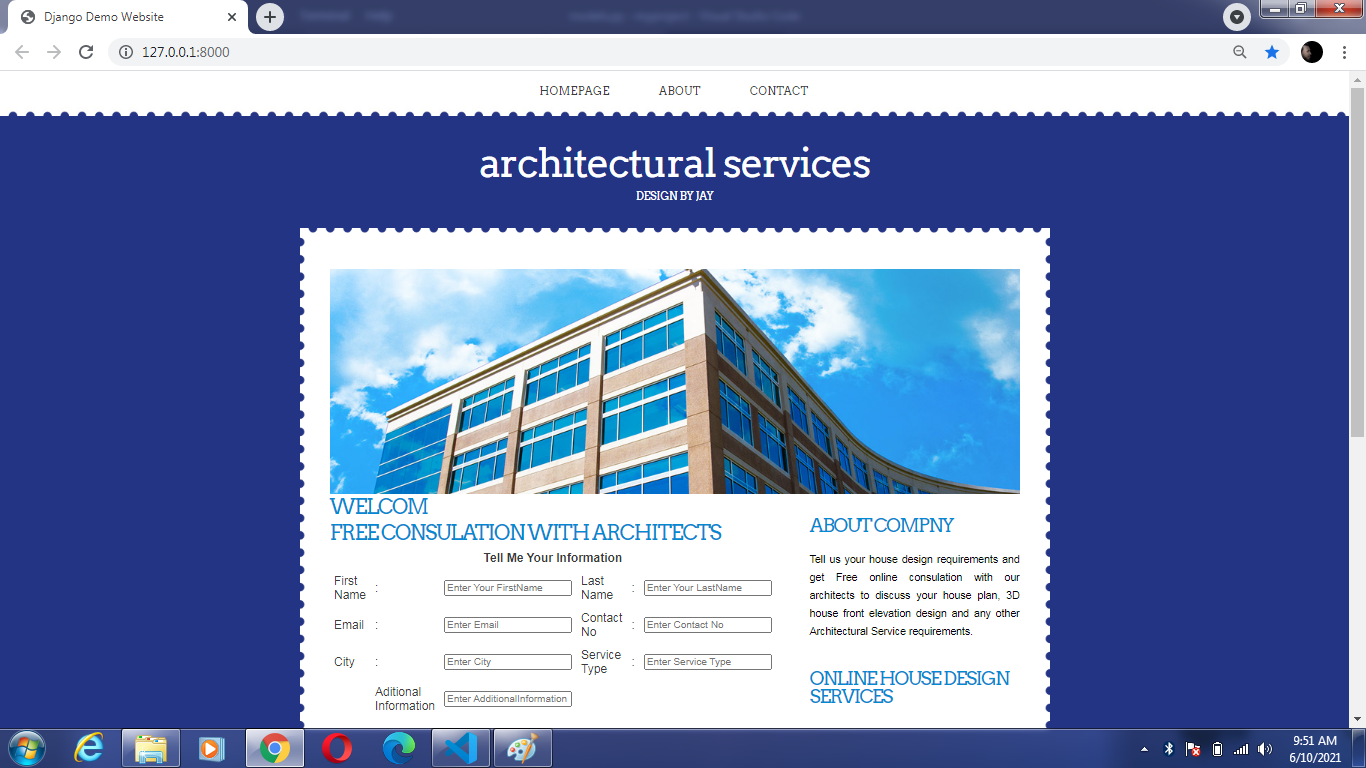 Django Demo Website
127.0.0.1:8000
HOMEPAGE ABOUT CONTACT
architectural services
DESIGN BY JAY
WELCOM
FREE CONSULATION WITH ARCHITECTS
Tell Me Your Information
First Name : Enter Your FirstName Last Name : Enter Your LastName
Email : Enter Email Contact No : Enter Contact No
City : Enter City Service Type : Enter Service Type
Aditional Information Enter AdditionalInformation
ABOUT COMPNY
Tell us your house design requirements and
get Free online consulation with our
architects to discuss your house plan, 3D
house front elevation design and any other
Architectural Service requirements.
ONLINE HOUSE DESIGN
SERVICES
9:51 AM
6/10/2021